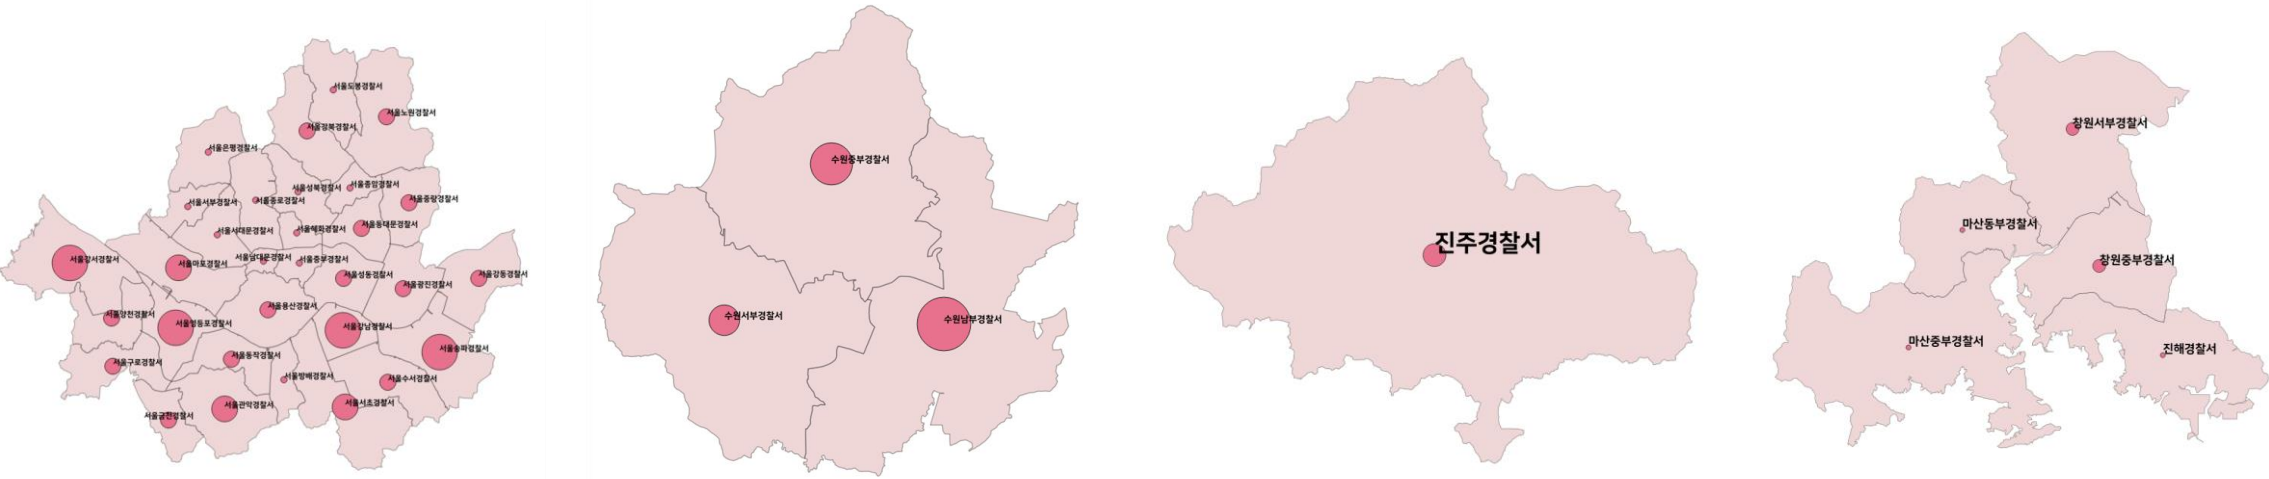 서울도봉경찰서
서울노원경찰서
서울강북경찰서
서울은평경찰서
서울성북경찰서
서울종암경찰서
서울서부경찰서
서울종로경찰서
서울중랑경찰서
서울서대문경찰서
서울혜화경찰서
서울동대문경찰서
서울강서경찰서
서울마포경찰서
서울남대문경찰서
서울중부경찰서
서울성동경찰서
서울광진경찰서
서울강동경찰서
서울양천경찰서
서울영등포경찰서
서울용산경찰서
서울강남경찰서
서울송파경찰서
서울구로경찰서
서울동작경찰서
서울방배경찰서
서울수서경찰서
서울금천경찰서
서울관악경찰서
서울서초경찰서
수원중부경찰서
수원서부경찰서
수원남부경찰서
진주경찰서
창원서부경찰서
마산동부경찰서
창원중부경찰서
마산중부경찰서
진해경찰서